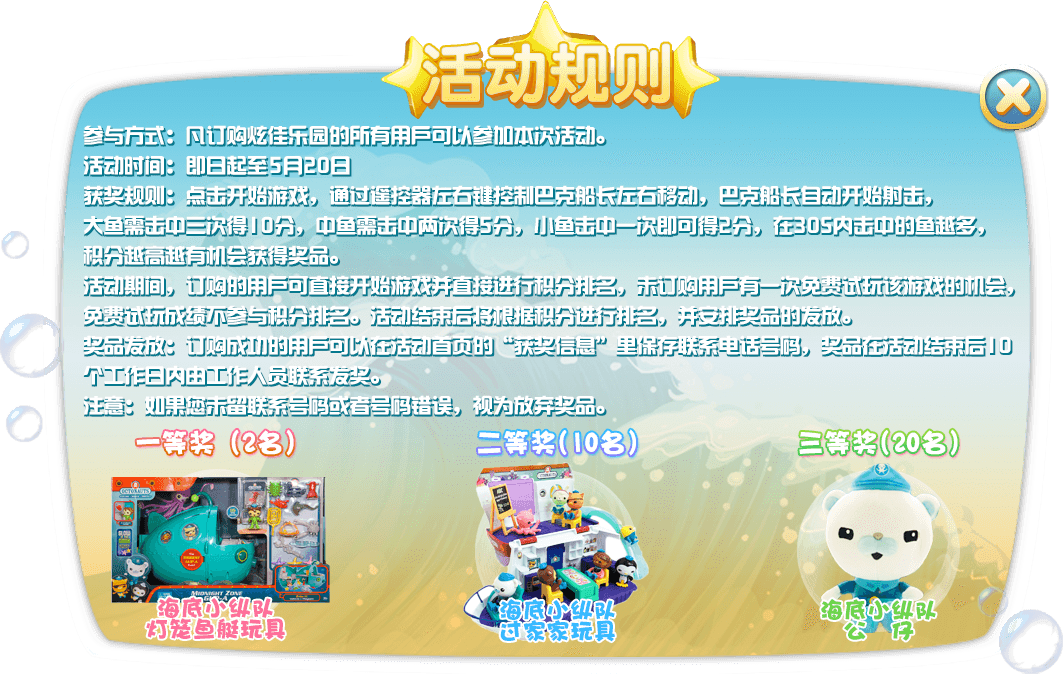 活动规则
参与方式：凡订购炫佳乐园的所有用户可以参加本次活动。
活动时间：即日起至5月20日
获奖规则：点击开始游戏，通过遥控器左右键控制巴克船长左右移动，巴克船长自动开始射击，
大鱼需击中三次得10分，中鱼需击中两次得5分，小鱼击中一次即可得2分，在30S内击中的鱼越多，
积分越高越有机会获得奖品。
活动期间，订购的用户可直接开始游戏并直接进行积分排名，未订购用户有一次免费试玩该游戏的机会，
免费试玩成绩不参与积分排名。活动结束后将根据积分进行排名，并安排奖品的发放。
奖品发放：订购成功的用户可以在活动首页的“获奖信息”里保存联系电话号码，奖品在活动结束后10
个工作日内由工作人员联系发奖。
注意：如果您未留联系号码或者号码错误，视为放弃奖品。
一等奖（2名）
二等奖(10名)
三等奖(20名)
OCTONAUTS
MIDNIGHT ZONE
海底小纵队
灯笼鱼艇玩具
海底小纵队
过家家玩具
海底小纵队
公 仔